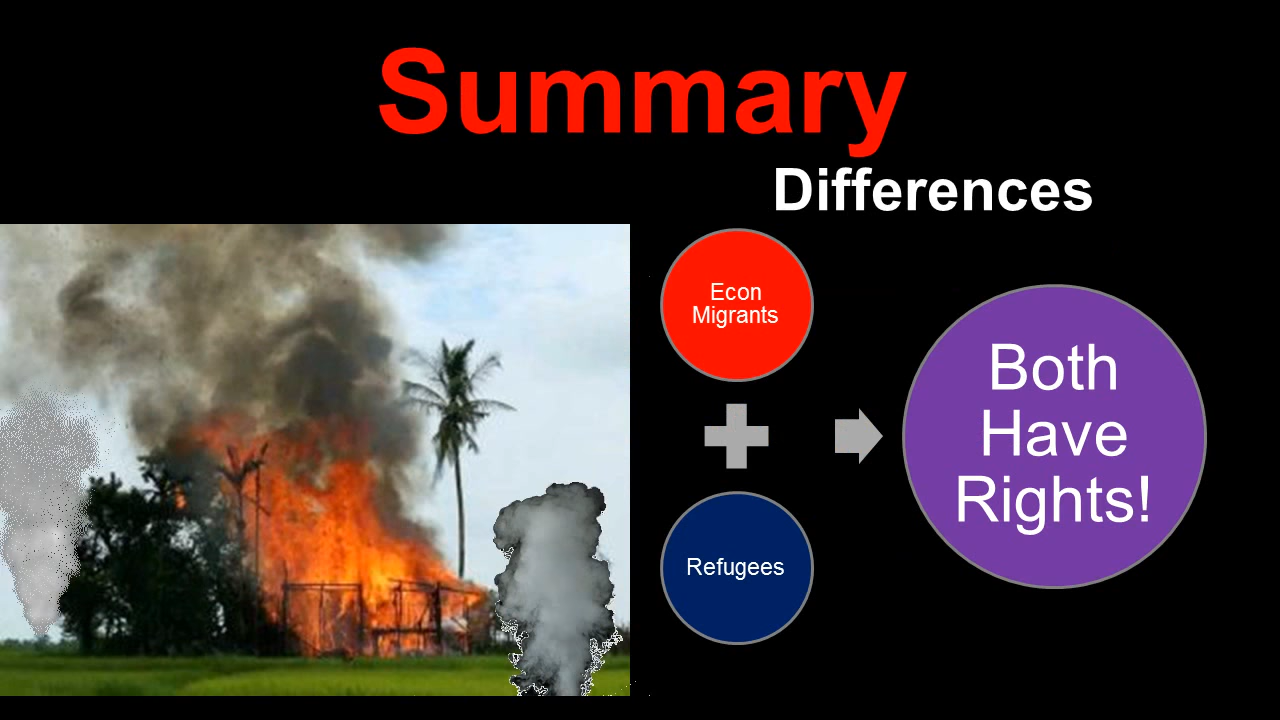 Summary
Differences
Econ
Migrants
Refugees
Both
Have
Rights!